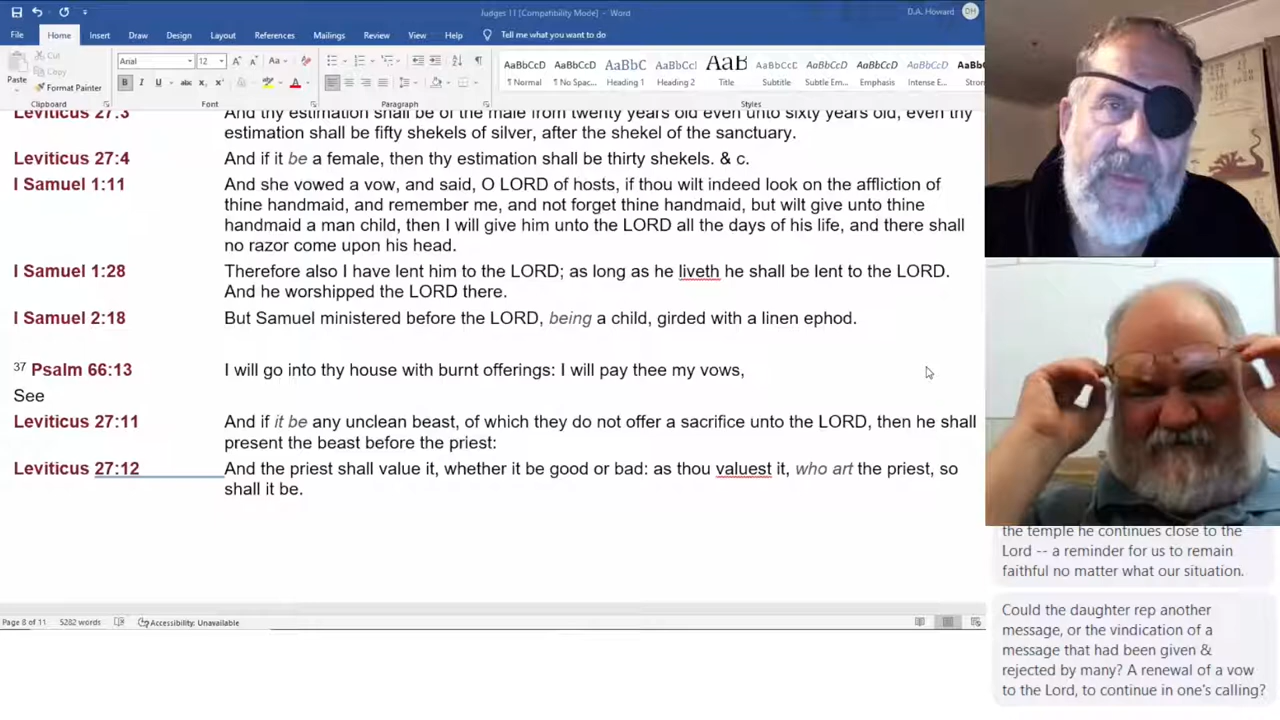 Judges 11 [Compatibility Mode] - Word
D.A. Howard
DH
File Home Insert Draw Design Layout References Mailings Review View Help Tell me what you want to do
Paste
Cut
Copy
Format Painter
Arial 12
AaBbCcD AaBbCcD AaBbC AaBbCcD AaB AaBbCcD AaBbCcD AaBbCcD AaBbCcD AaBb
¶ Normal ¶ No Spac... Heading 1 Heading 2 Title Subtitle Subtle Em... Emphasis Intense E... Stron
Clipboard Font Paragraph Styles
Leviticus 27:3 And thy estimation shall be of the male from twenty years old even unto sixty years old, even thy
estimation shall be fifty shekels of silver, after the shekel of the sanctuary.
Leviticus 27:4 And if it be a female, then thy estimation shall be thirty shekels. & c.
I Samuel 1:11 And she vowed a vow, and said, O LORD of hosts, if thou wilt indeed look on the affliction of
thine handmaid, and remember me, and not forget thine handmaid, but wilt give unto thine
handmaid a man child, then I will give him unto the LORD all the days of his life, and there shall
no razor come upon his head.
I Samuel 1:28 Therefore also I have lent him to the LORD; as long as he liveth he shall be lent to the LORD.
And he worshipped the LORD there.
I Samuel 2:18 But Samuel ministered before the LORD, being a child, girded with a linen ephod.
37 Psalm 66:13 I will go into thy house with burnt offerings: I will pay thee my vows,
See
Leviticus 27:11 And if it be any unclean beast, of which they do not offer a sacrifice unto the LORD, then he shall
present the beast before the priest:
Leviticus 27:12 And the priest shall value it, whether it be good or bad: as thou valuest it, who art the priest, so
shall it be.
Page 8 of 11 5282 words Accessibility: Unavailable
the temple he continues close to the
Lord -- a reminder for us to remain
faithful no matter what our situation.
Could the daughter rep another
message, or the vindication of a
message that had been given &
rejected by many? A renewal of a vow
to the Lord, to continue in one's calling?